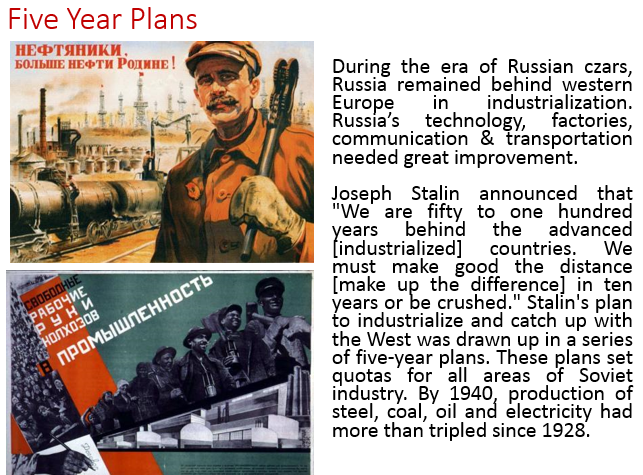 Five Year Plans
НЕФТЯНИКИ,
БОЛЬШЕ НЕФТИ РОДИНЕ!
СВОБОДНЫЕ
РАБОЧИЕ
РУКИ
КОЛХОЗОВ
В ПРОМЫШЛЕННОСТЬ
During the era of Russian czars,
Russia remained behind western
Europe in industrialization.
Russia’s technology, factories,
communication & transportation
needed great improvement.
Joseph Stalin announced that
"We are fifty to one hundred
years behind the advanced
[industrialized] countries. We
must make good the distance
[make up the difference] in ten
years or be crushed." Stalin's plan
to industrialize and catch up with
the West was drawn up in a series
of five-year plans. These plans set
quotas for all areas of Soviet
industry. By 1940, production of
steel, coal, oil and electricity had
more than tripled since 1928.